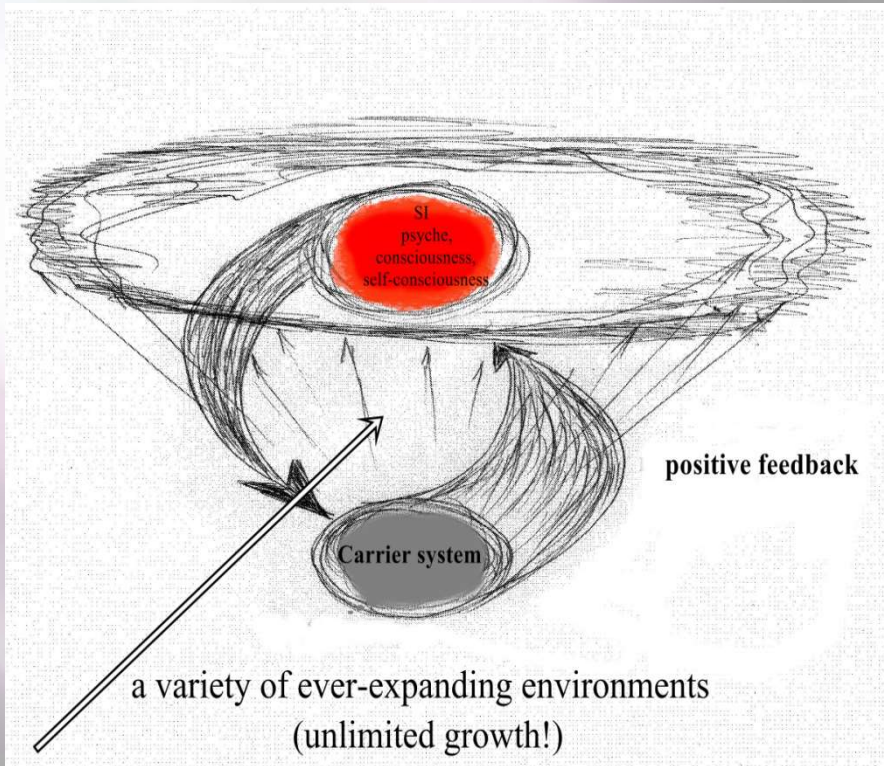 SI
psyche,
consciousness,
self-consciousness
positive feedback
Carrier system
a variety of ever-expanding environments
(unlimited growth!)